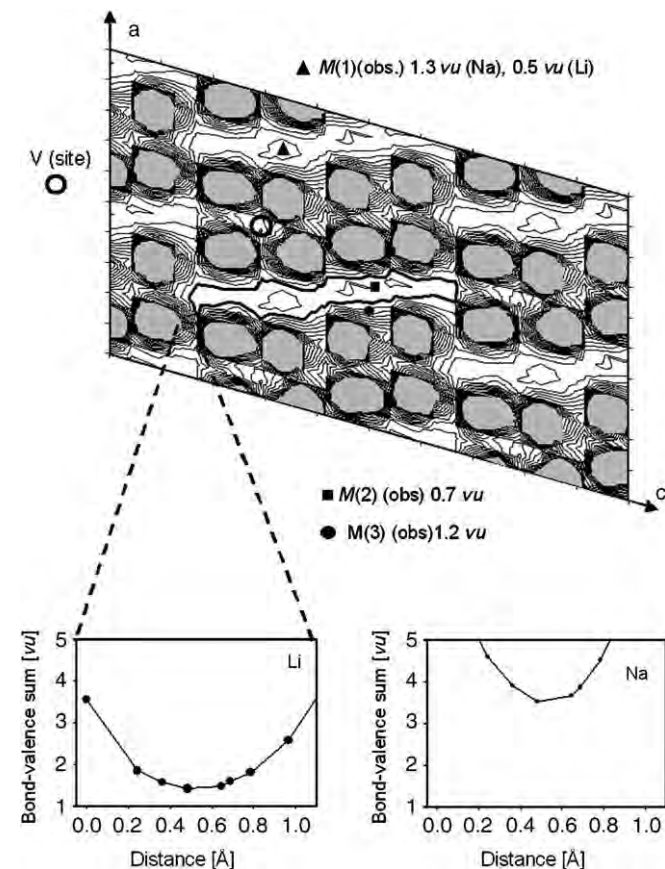 a
▲ M(1)(obs.) 1.3 vu (Na), 0.5 vu (Li)
V (site)
c
■ M(2) (obs) 0.7 vu
● M(3) (obs)1.2 vu
Bond-valence sum [vu]
5
4
3
2
1
Li
0.0 0.2 0.4 0.6 0.8 1.0
Distance [Å]
Bond-valence sum [vu]
5
4
3
2
1
Na
0.0 0.2 0.4 0.6 0.8 1.0
Distance [Å]